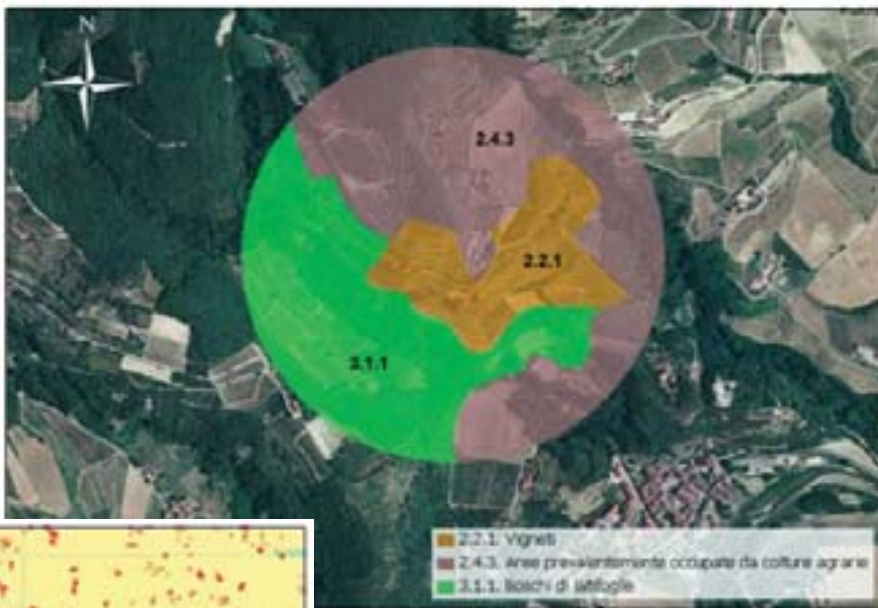 N
2.4.3
2.2.1
3.1.1
2.2.1. Vigneti
2.4.3. Aree prevalentemente occupate da colture agrarie
3.1.1. Boschi di latifoglie